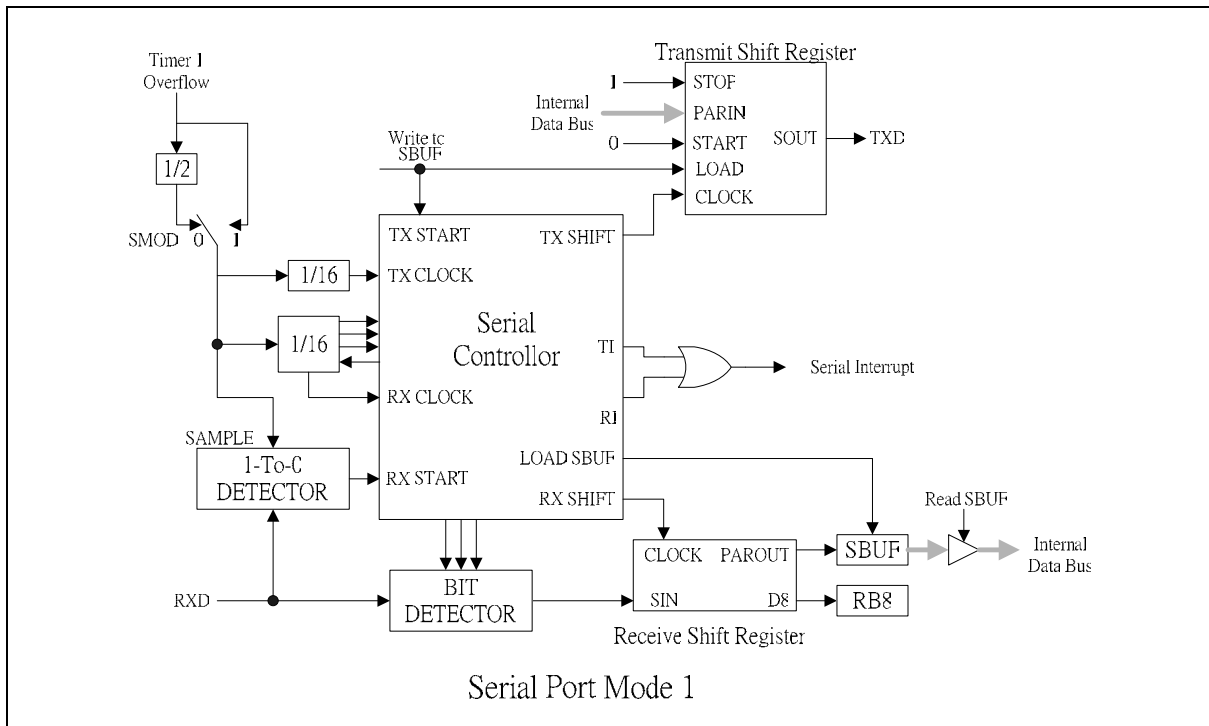 Timer 1
Overflow
1/2
SMOD 0 1
Write to
SBUF
Transmit Shift Register
1
Internal
Data Bus
0
STOP
PARIN
START
LOAD
CLOCK
SOUT
TXD
TX START
TX SHIFT
1/16
TX CLOCK
1/16
Serial
Controllor
TI
RI
Serial Interrupt
RX CLOCK
SAMPLE
1-To-0
DETECTOR
RX START
LOAD SBUF
RX SHIFT
Read SBUF
CLOCK PAROUT
SBUF
Internal
Data Bus
RXD
BIT
DETECTOR
SIN D8
RB8
Receive Shift Register
Serial Port Mode 1